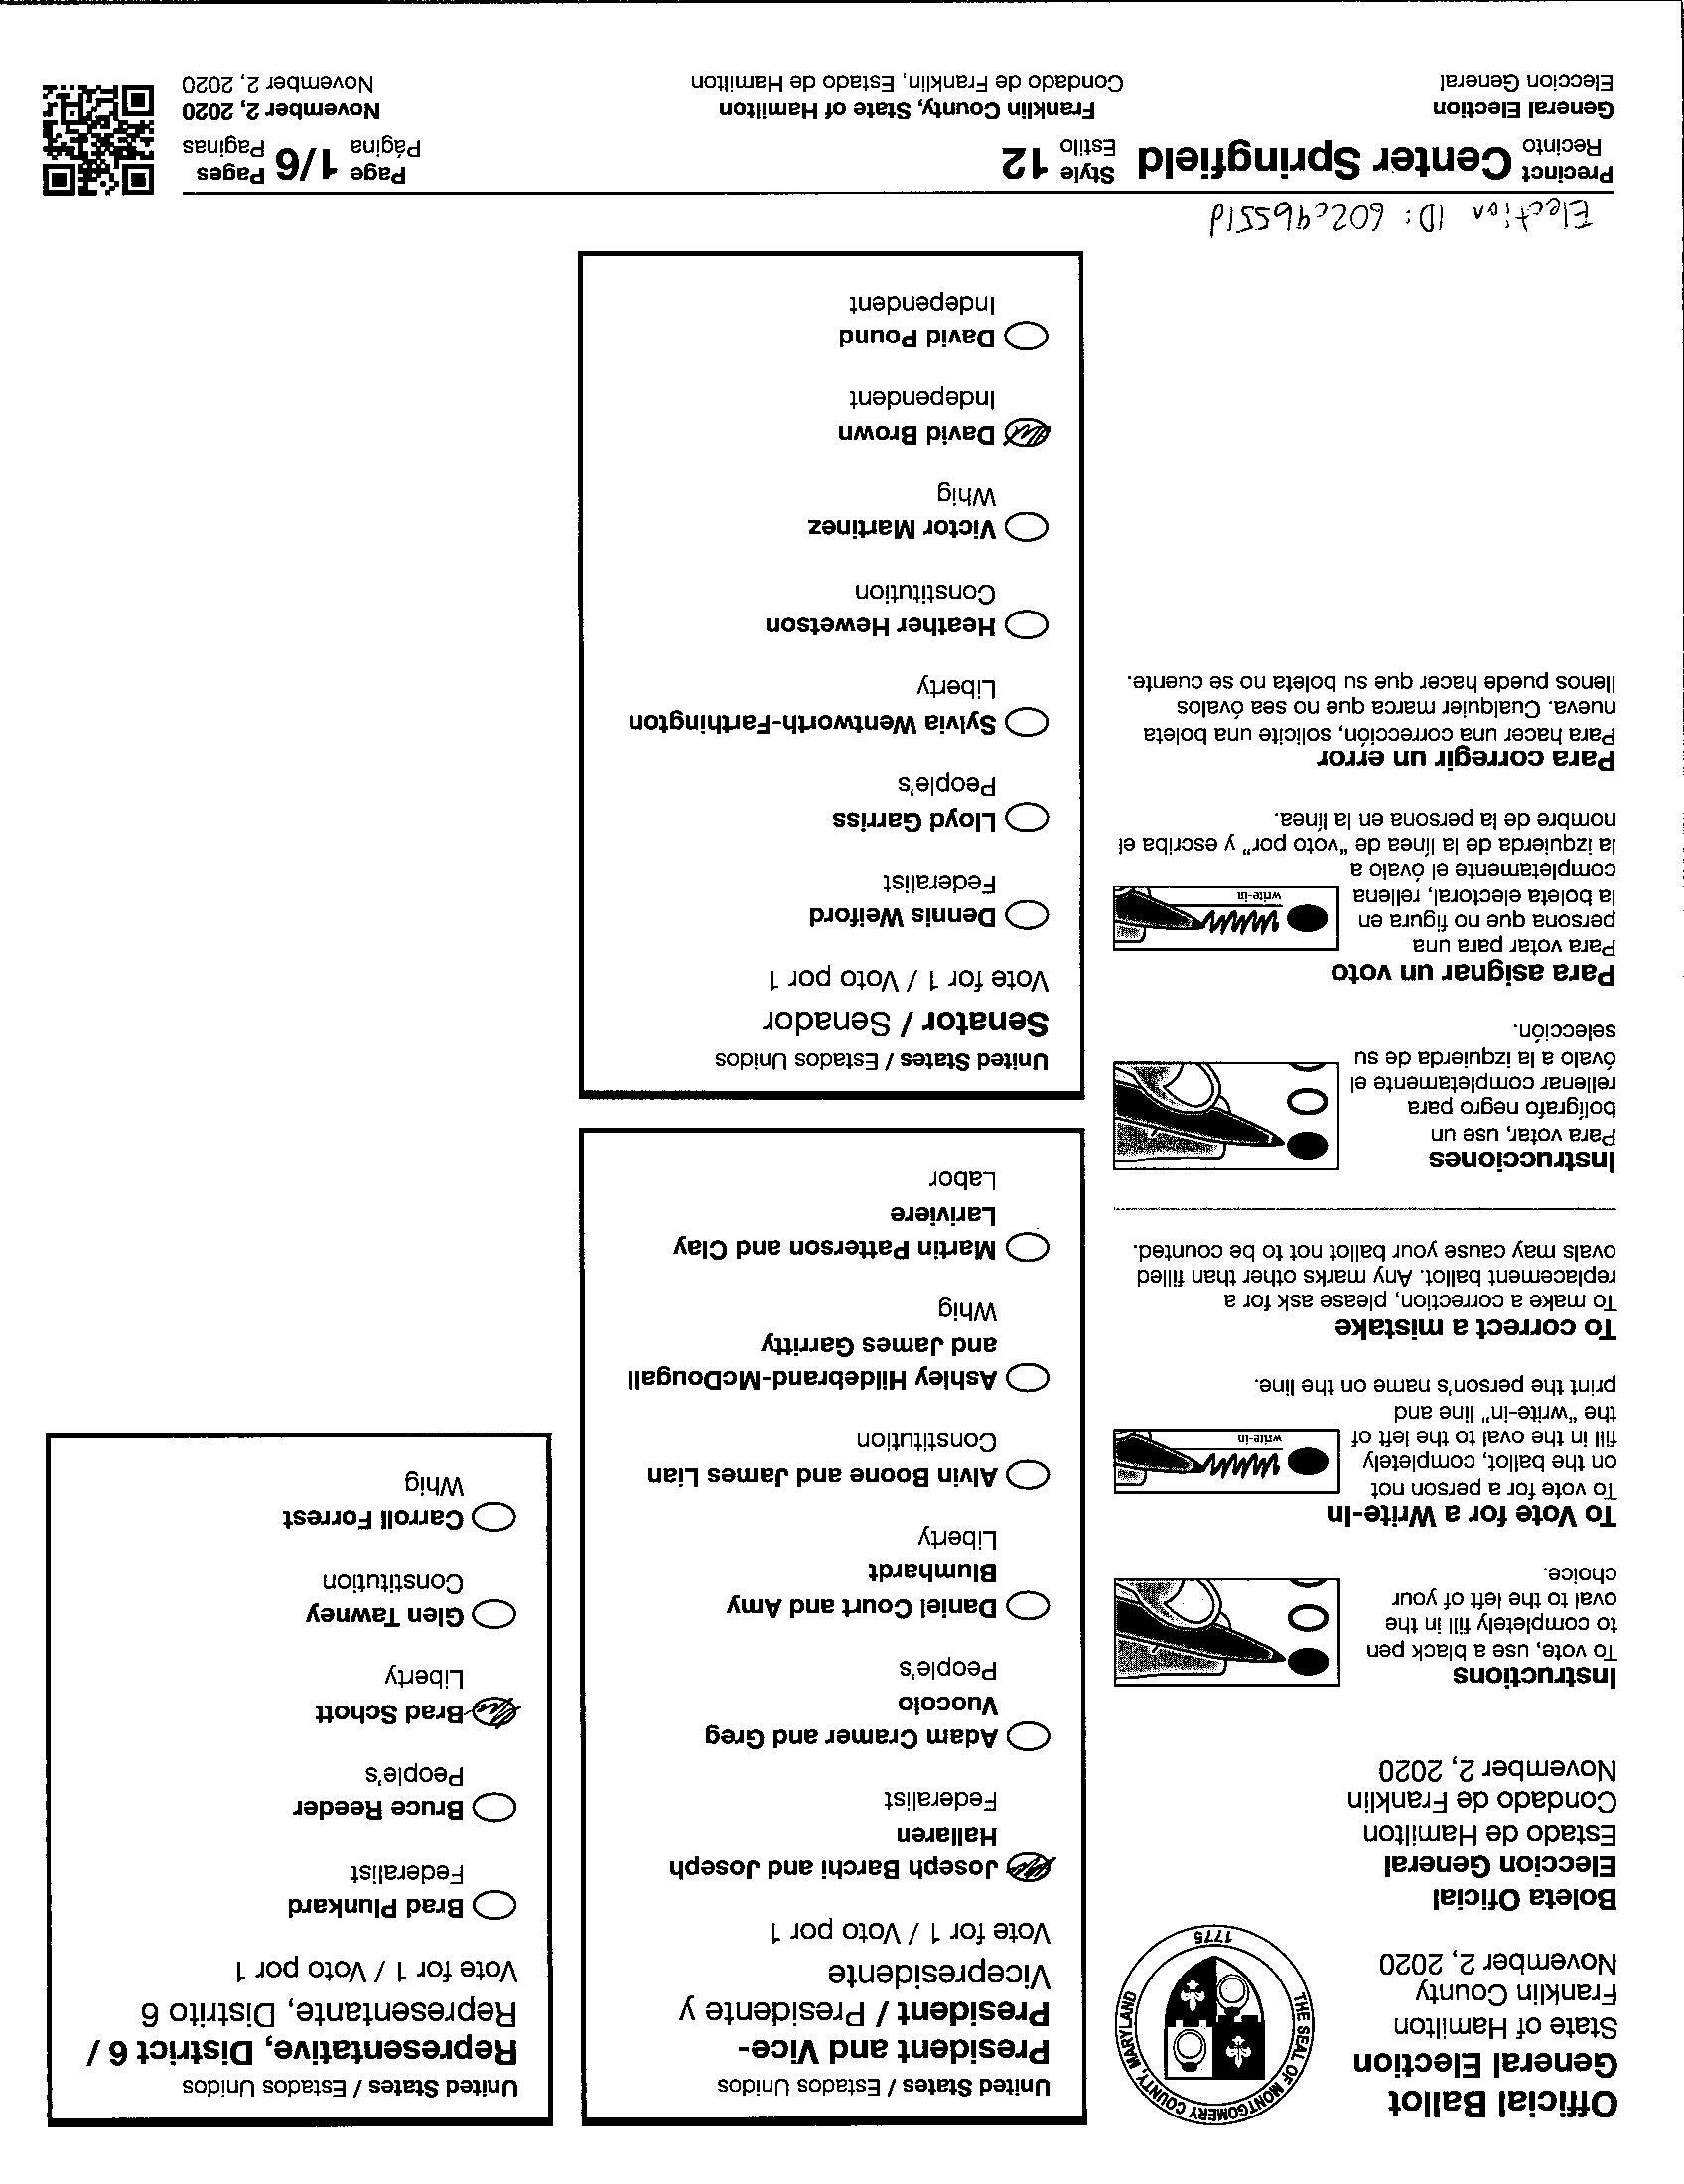 Official Ballot
General Election
State of Hamilton
Franklin County
November 2, 2020
THE SEAL OF MONTGOMERY COUNTY, MARYLAND
1775
Boleta Oficial
Eleccion General
Estado de Hamilton
Condado de Franklin
November 2, 2020
Instructions
To vote, use a black pen
to completely fill in the
oval to the left of your
choice.
To Vote for a Write-In
To vote for a person not
on the ballot, completely
fill in the oval to the left of
the "write-in" line and
print the person's name on the line.
write-in
To correct a mistake
To make a correction, please ask for a
replacement ballot. Any marks other than filled
ovals may cause your ballot not to be counted.
Instrucciones
Para votar, use un
bolígrafo negro para
rellenar completamente el
óvalo a la izquierda de su
selección.
Para asignar un voto
Para votar para una
persona que no figura en
la boleta electoral, rellena
completamente el óvalo a
la izquierda de la línea de "voto por" y escriba el
nombre de la persona en la línea.
write-in
Para corregir un error
Para hacer una corrección, solicite una boleta
nueva. Cualquier marca que no sea óvalos
llenos puede hacer que su boleta no se cuente.
United States / Estados Unidos
President and Vice-
President / Presidente y
Vicepresidente
Vote for 1 / Voto por 1
Joseph Barchi and Joseph
Hallaren
Federalist
Adam Cramer and Greg
Vuocolo
People's
Daniel Court and Amy
Blumhardt
Liberty
Alvin Boone and James Lian
Constitution
Ashley Hildebrand-McDougall
and James Garritty
Whig
Martin Patterson and Clay
Lariviere
Labor
United States / Estados Unidos
Senator / Senador
Vote for 1 / Voto por 1
Dennis Weiford
Federalist
Lloyd Garriss
People's
Sylvia Wentworth-Farthington
Liberty
Heather Hewetson
Constitution
Victor Martinez
Whig
David Brown
Independent
David Pound
Independent
United States / Estados Unidos
Representative, District 6 /
Representante, Distrito 6
Vote for 1 / Voto por 1
Brad Plunkard
Federalist
Bruce Reeder
People's
Brad Schott
Liberty
Glen Tawney
Constitution
Carroll Forrest
Whig
Election ID: 602c96551d
Precinct
Recinto
Center Springfield
Style
Estilo
12
Page
Página
1/6
Pages
Paginas
General Election
Eleccion General
Franklin County, State of Hamilton
Condado de Franklin, Estado de Hamilton
November 2, 2020
November 2, 2020